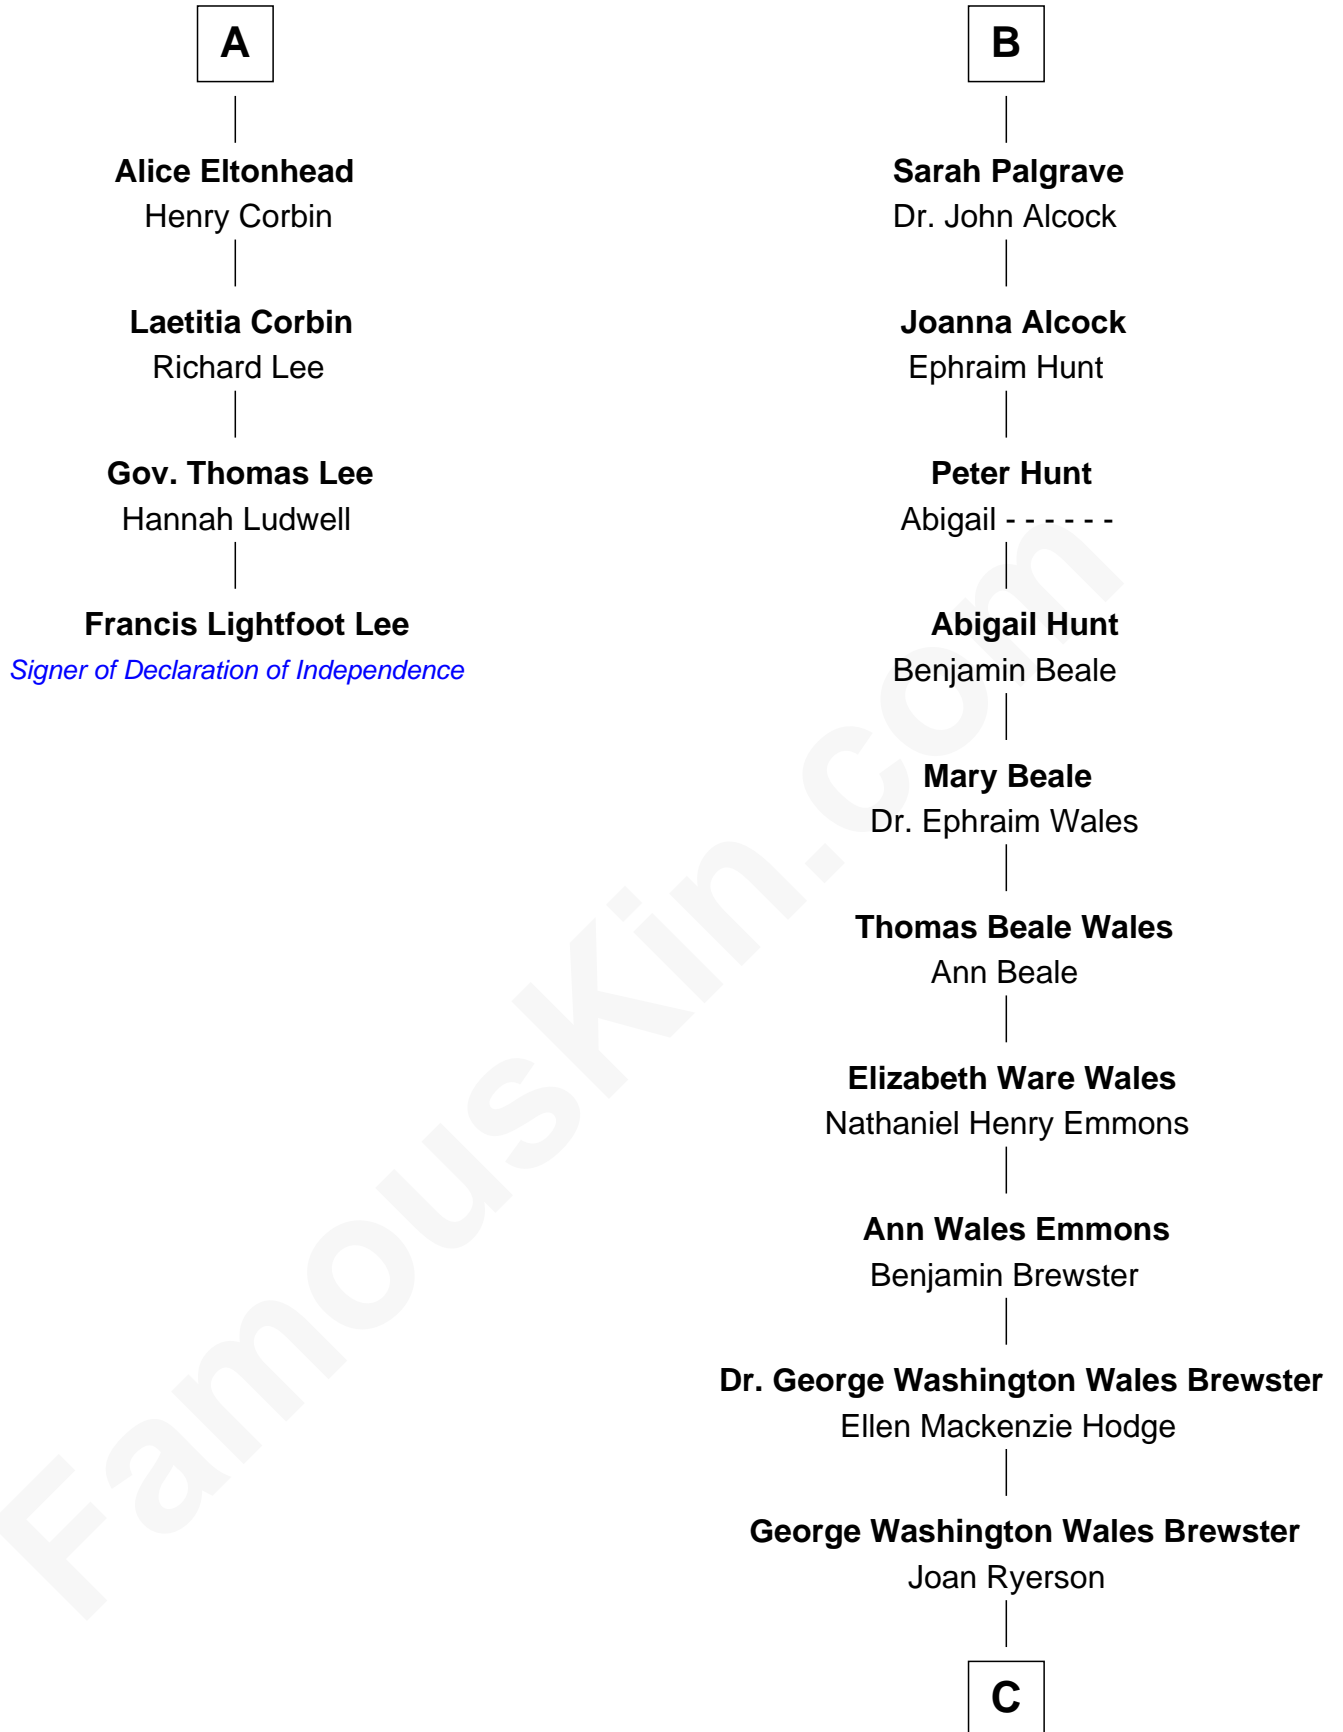 A
Alice Eltonhead
Henry Corbin
Laetitia Corbin
Richard Lee
Gov. Thomas Lee
Hannah Ludwell
Francis Lightfoot Lee
Signer of Declaration of Independence
B
Sarah Palgrave
Dr. John Alcock
Joanna Alcock
Ephraim Hunt
Peter Hunt
Abigail - - - - - -
Abigail Hunt
Benjamin Beale
Mary Beale
Dr. Ephraim Wales
Thomas Beale Wales
Ann Beale
Elizabeth Ware Wales
Nathaniel Henry Emmons
Ann Wales Emmons
Benjamin Brewster
Dr. George Washington Wales Brewster
Ellen Mackenzie Hodge
George Washington Wales Brewster
Joan Ryerson
C
FamousKin.com